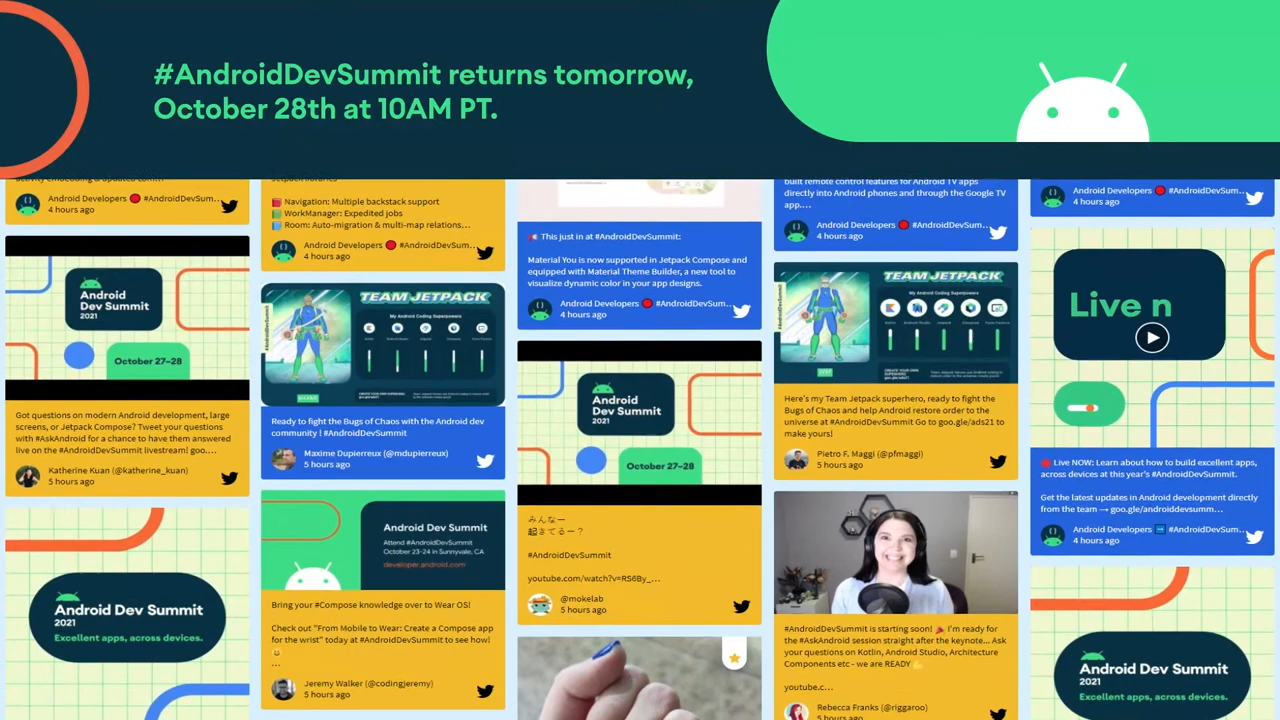 #AndroidDevSummit returns tomorrow,
October 28th at 10AM PT.
Android Developers 🔴 #AndroidDevSum...
4 hours ago
Android
Dev Summit
2021
October 27–28
Got questions on modern Android development, large
screens, or Jetpack Compose? Tweet your questions
with #AskAndroid for a chance to have them answered
live on the #AndroidDevSummit livestream! goo....
Katherine Kuan (@katherine_kuan)
5 hours ago
Android Dev Summit
2021
Excellent apps, across devices.
📕 Navigation: Multiple backstack support
📗 WorkManager: Expedited jobs
📘 Room: Auto-migration & multi-map relations...
Android Developers 🔴 #AndroidDevSum...
4 hours ago
TEAM JETPACK
My Android Coding Superpowers
Ready to fight the Bugs of Chaos with the Android dev
community ! #AndroidDevSummit
Maxime Dupierreux (@mdupierreux)
5 hours ago
Android Dev Summit
Attend #AndroidDevSummit
October 23-24 in Sunnyvale, CA
developer.android.com
Bring your #Compose knowledge over to Wear OS!
Check out "From Mobile to Wear: Create a Compose app
for the wrist" today at #AndroidDevSummit to see how!
...
Jeremy Walker (@codingjeremy)
5 hours ago
📢 This just in at #AndroidDevSummit:
Material You is now supported in Jetpack Compose and
equipped with Material Theme Builder, a new tool to
visualize dynamic color in your app designs.
Android Developers 🔴 #AndroidDevSum...
4 hours ago
Android
Dev Summit
2021
October 27–28
みんなー
起きてるー？
#AndroidDevSummit
youtube.com/watch?v=RS6By_...
@mokelab
5 hours ago
built remote control features for Android TV apps
directly into Android phones and through the Google TV
app....
Android Developers 🔴 #AndroidDevSum...
4 hours ago
TEAM JETPACK
My Android Coding Superpowers
Here's my Team Jetpack superhero, ready to fight the
Bugs of Chaos and help Android restore order to the
universe at #AndroidDevSummit Go to goo.gle/ads21 to
make yours!
Pietro F. Maggi (@pfmaggi)
5 hours ago
#AndroidDevSummit is starting soon! 🎉 I'm ready for
the #AskAndroid session straight after the keynote... Ask
your questions on Kotlin, Android Studio, Architecture
Components etc - we are READY 💪
youtube.c...
Rebecca Franks (@riggaroo)
5 hours ago
Android Developers 🔴 #AndroidDevSum...
4 hours ago
Live n
🔴 Live NOW: Learn about how to build excellent apps,
across devices at this year's #AndroidDevSummit.
Get the latest updates in Android development directly
from the team → goo.gle/androiddevsumm...
Android Developers ➡️ #AndroidDevSum...
4 hours ago
Android Dev Summit
2021
Excellent apps, across devices.